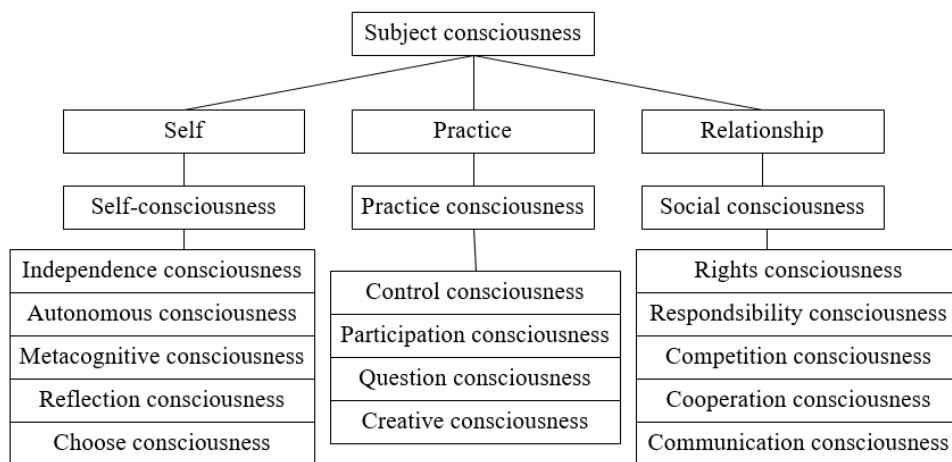 Subject consciousness
Self
Practice
Relationship
Self-consciousness
Practice consciousness
Social consciousness
Independence consciousness
Autonomous consciousness
Metacognitive consciousness
Reflection consciousness
Choose consciousness
Control consciousness
Participation consciousness
Question consciousness
Creative consciousness
Rights consciousness
Respondsibility consciousness
Competition consciousness
Cooperation consciousness
Communication consciousness